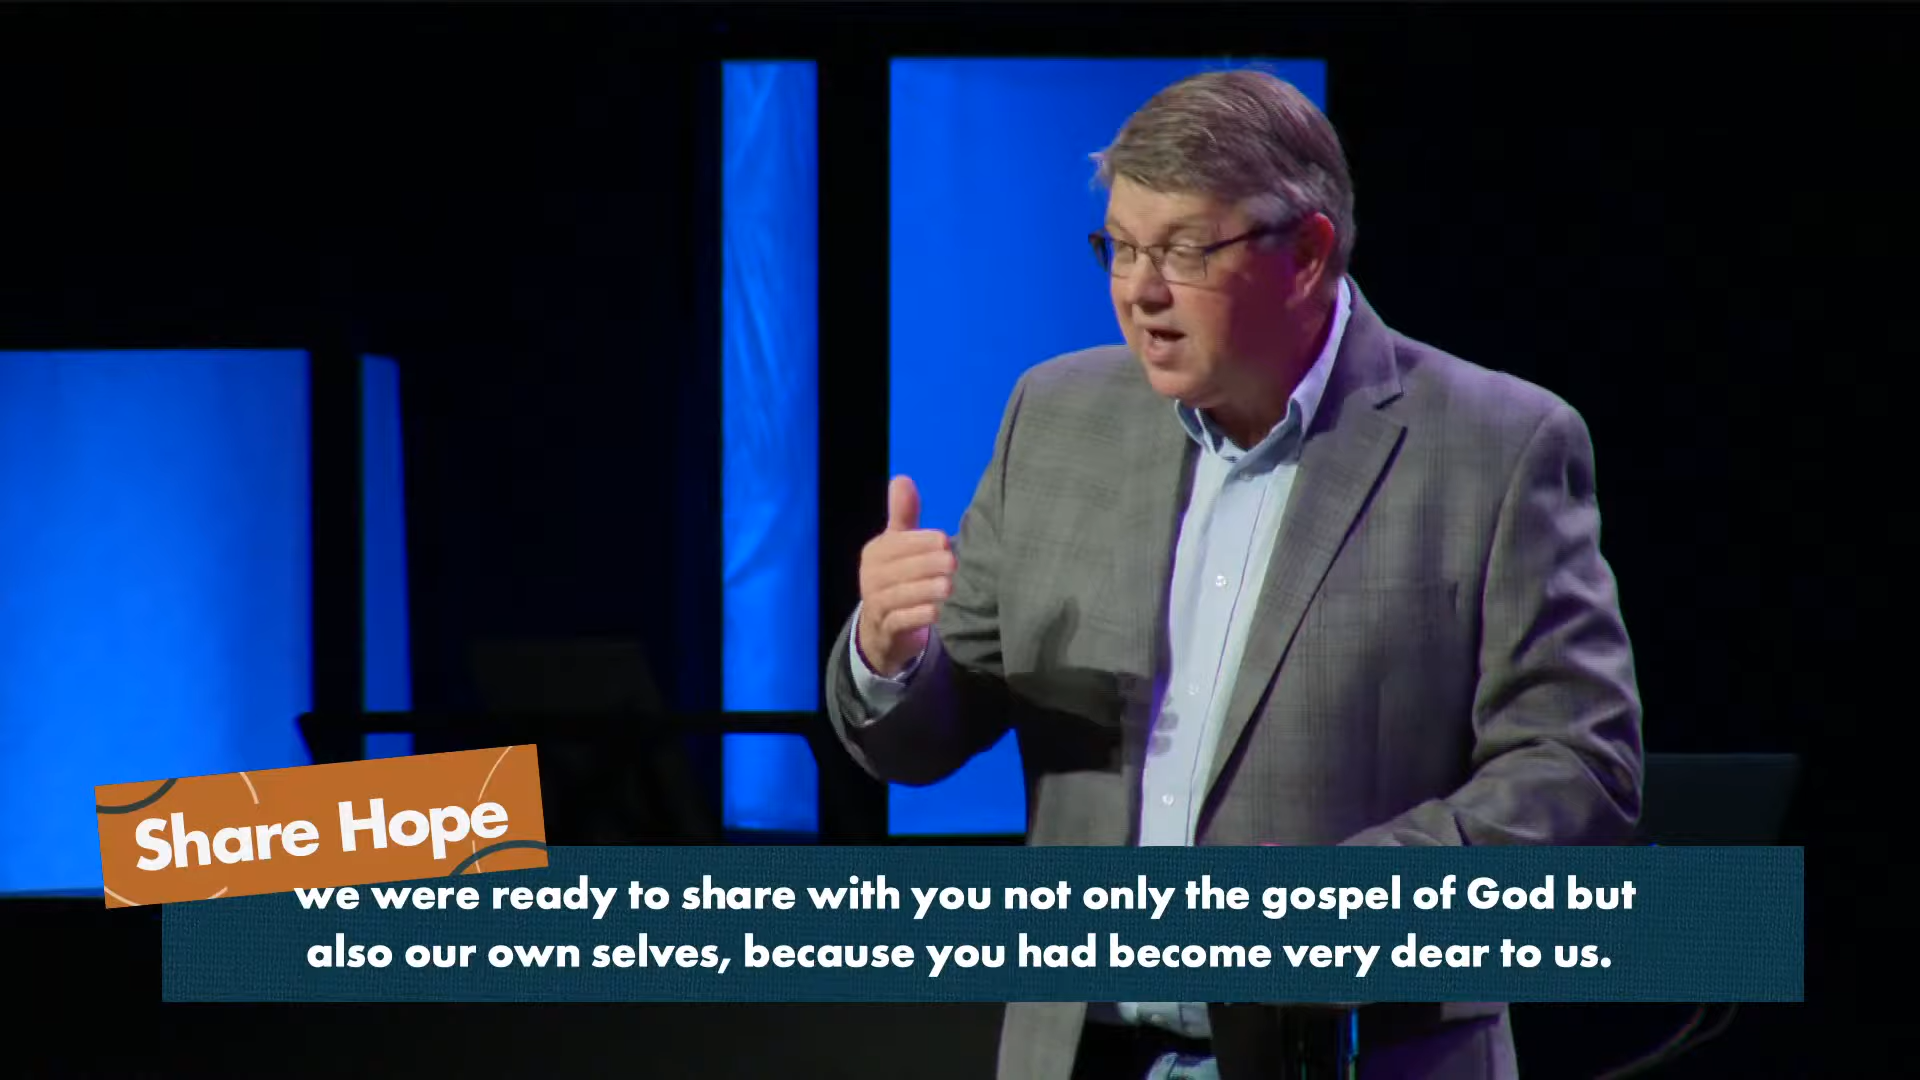 Share Hope
we were ready to share with you not only the gospel of God but
also our own selves, because you had become very dear to us.